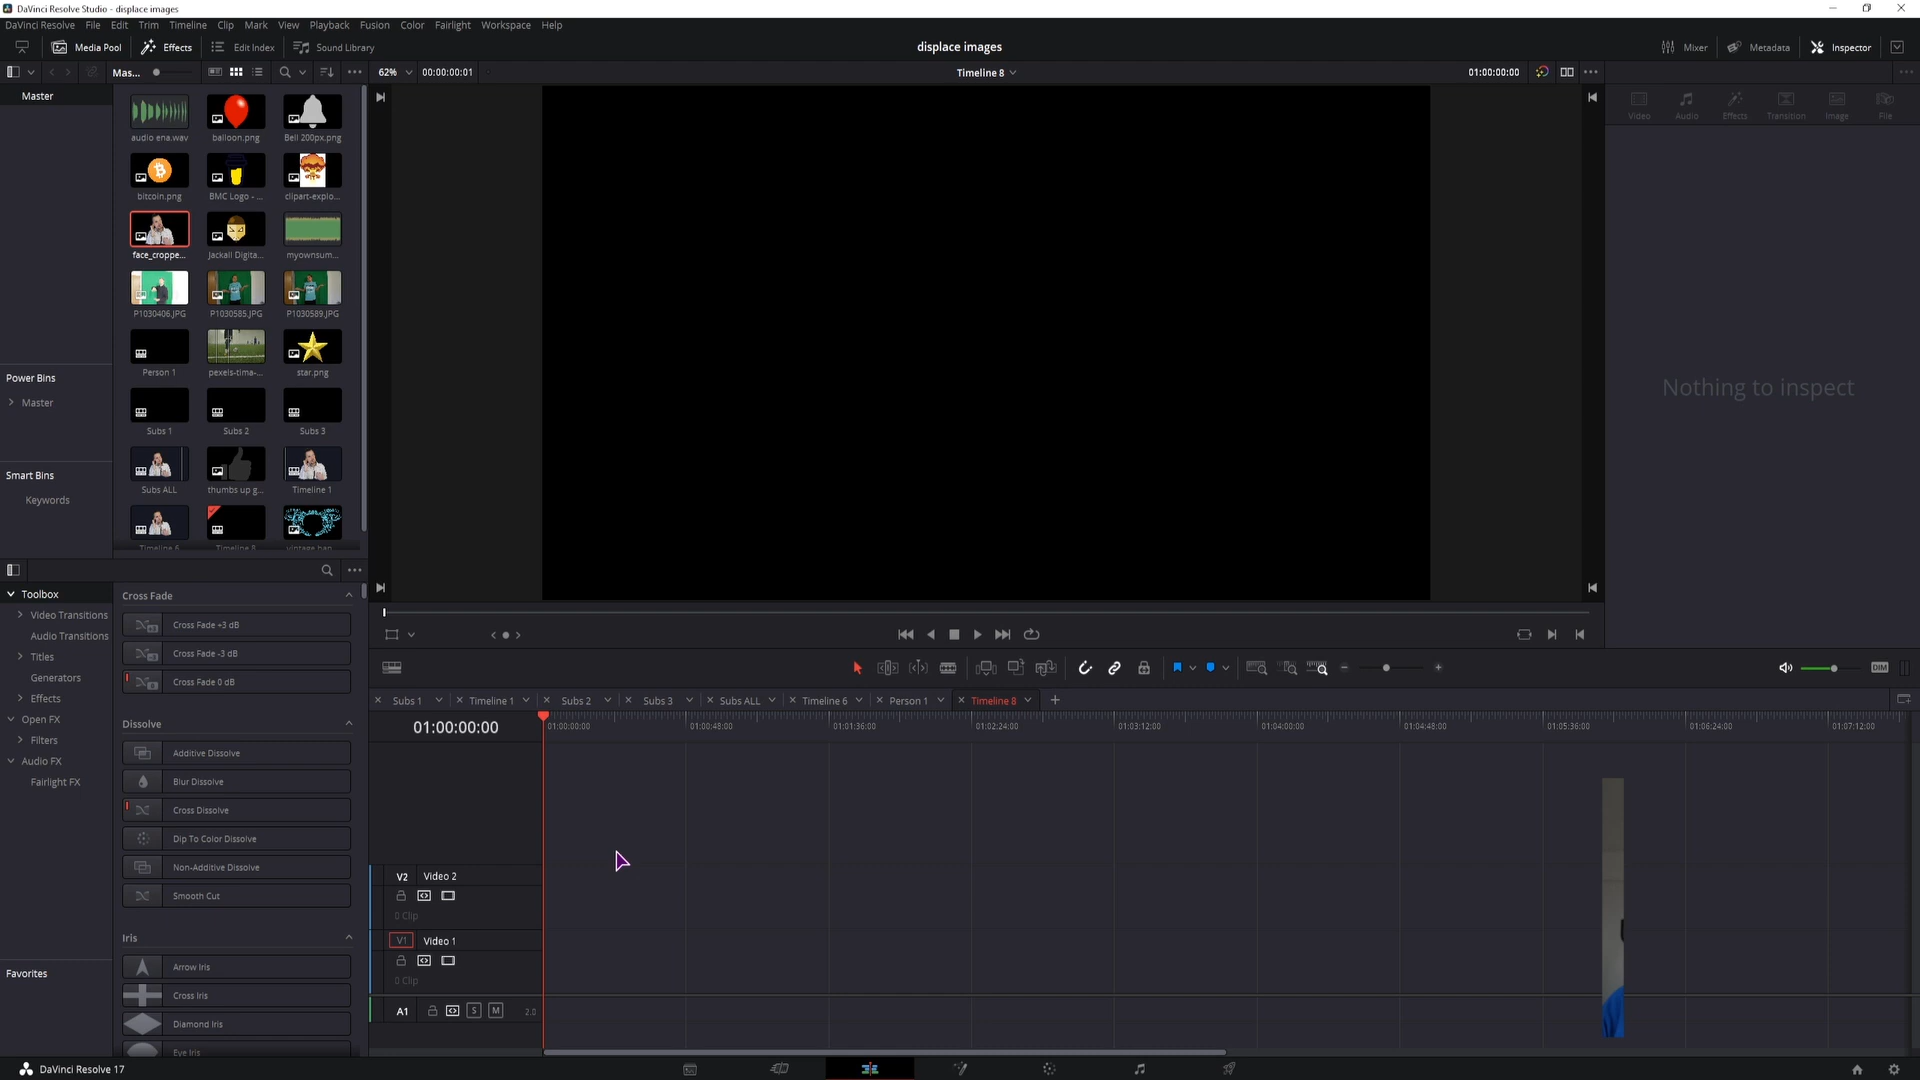 DaVinci Resolve Studio - displace images
DaVinci Resolve File Edit Trim Timeline Clip Mark View Playback Fusion Color Fairlight Workspace Help
Media Pool Effects Edit Index Sound Library displace images Mixer Metadata Inspector
Mas... 62% 00:00:00:01 Timeline 8 01:00:00:00
Master
Video Audio Effects Transition Image File
audio ena.wav balloon.png Bell 200px.png
bitcoin.png BMC Logo - ... clipart-explo...
face_croppe... Jackall Digita... myownsum...
P1030406.JPG P1030585.JPG P1030589.JPG
Person 1 pexels-tima-... star.png
Power Bins
Master
Nothing to inspect
Subs 1 Subs 2 Subs 3
Smart Bins
Keywords
Subs ALL thumbs up g... Timeline 1
Timeline 6 Timeline 8
Toolbox
Video Transitions
Audio Transitions
Titles
Generators
Effects
Open FX
Filters
Audio FX
Fairlight FX
Favorites
Cross Fade
Cross Fade +3 dB
Cross Fade -3 dB
Cross Fade 0 dB
Dissolve
Additive Dissolve
Blur Dissolve
Cross Dissolve
Dip To Color Dissolve
Non-Additive Dissolve
Smooth Cut
Iris
Arrow Iris
Cross Iris
Diamond Iris
Eye Iris
DIM
Subs 1 Timeline 1 Subs 2 Subs 3 Subs ALL Timeline 6 Person 1 Timeline 8
01:00:00:00
01:00:00:00 01:00:48:00 01:01:36:00 01:02:24:00 01:03:12:00 01:04:00:00 01:04:48:00 01:05:36:00 01:06:24:00 01:07:12:00
V2 Video 2
0 Clip
V1 Video 1
0 Clip
A1 S M 2.0
DaVinci Resolve 17